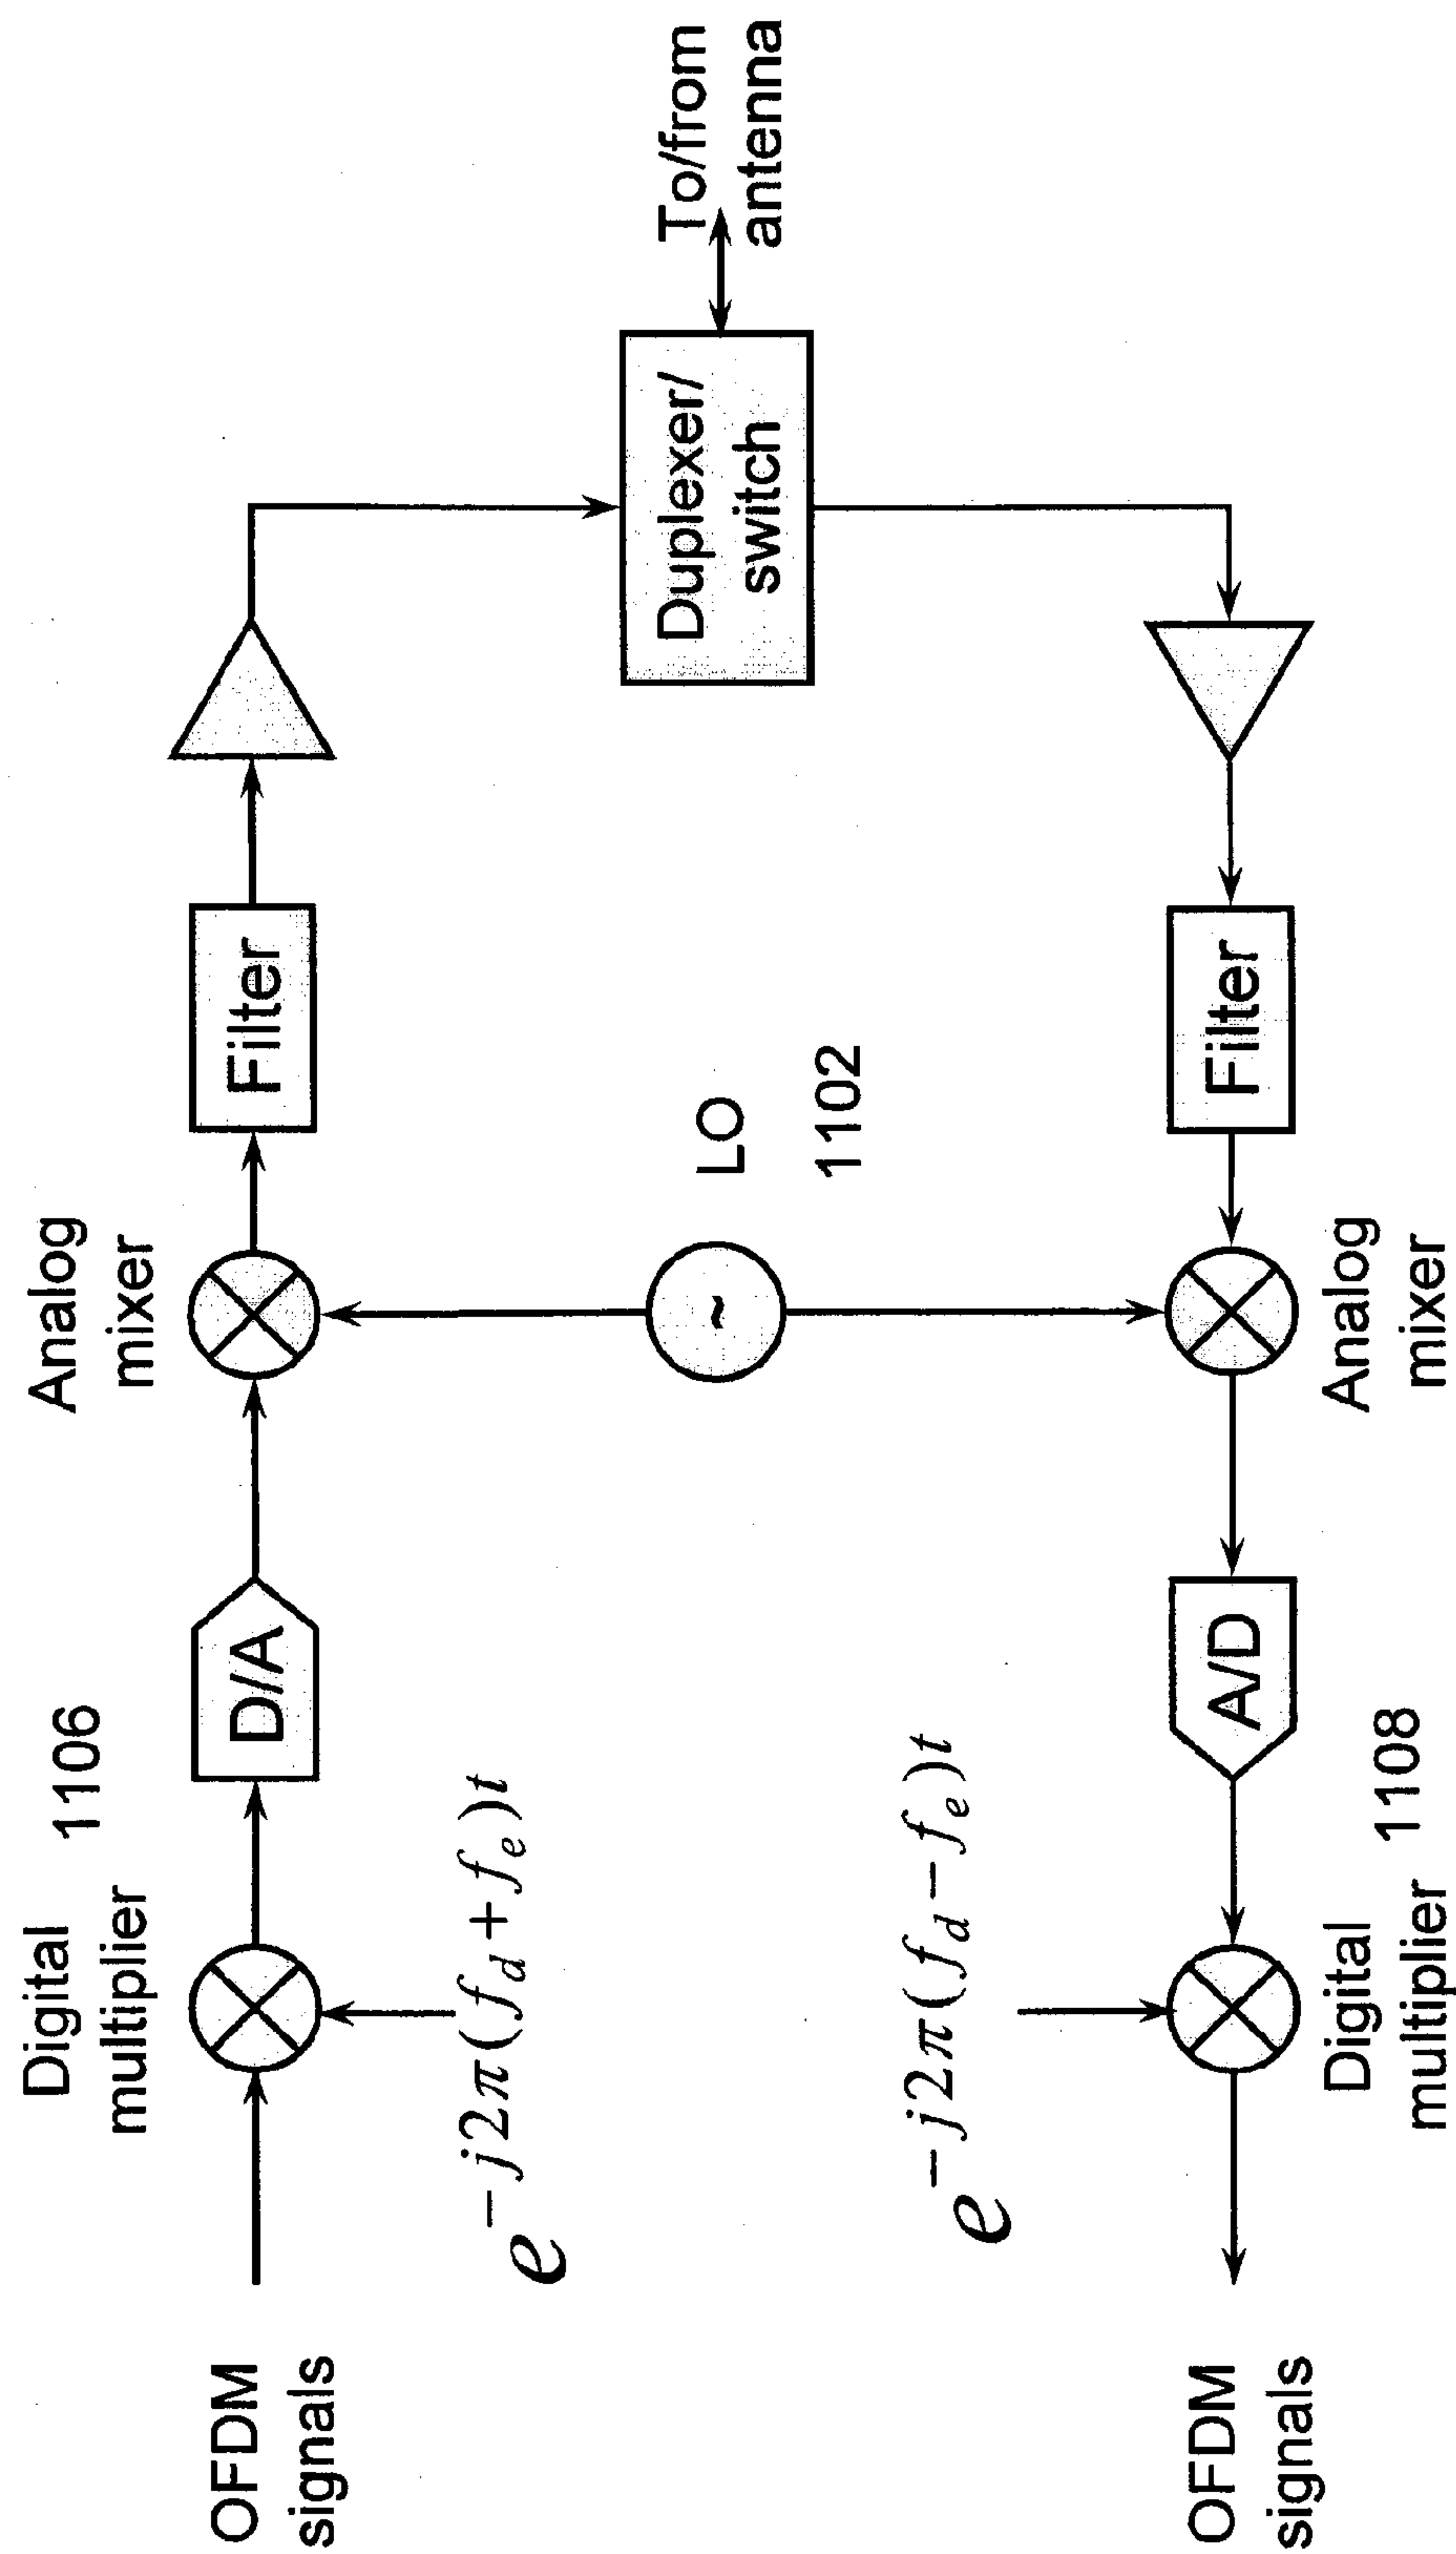 OFDM
signals
Digital
multiplier
1106
D/A
Analog
mixer
Filter
e^{-j2π(f_d+f_e)t}
LO
1102
~
Duplexer/
switch
To/from
antenna
e^{-j2π(f_d-f_e)t}
OFDM
signals
Digital
multiplier
1108
A/D
Analog
mixer
Filter